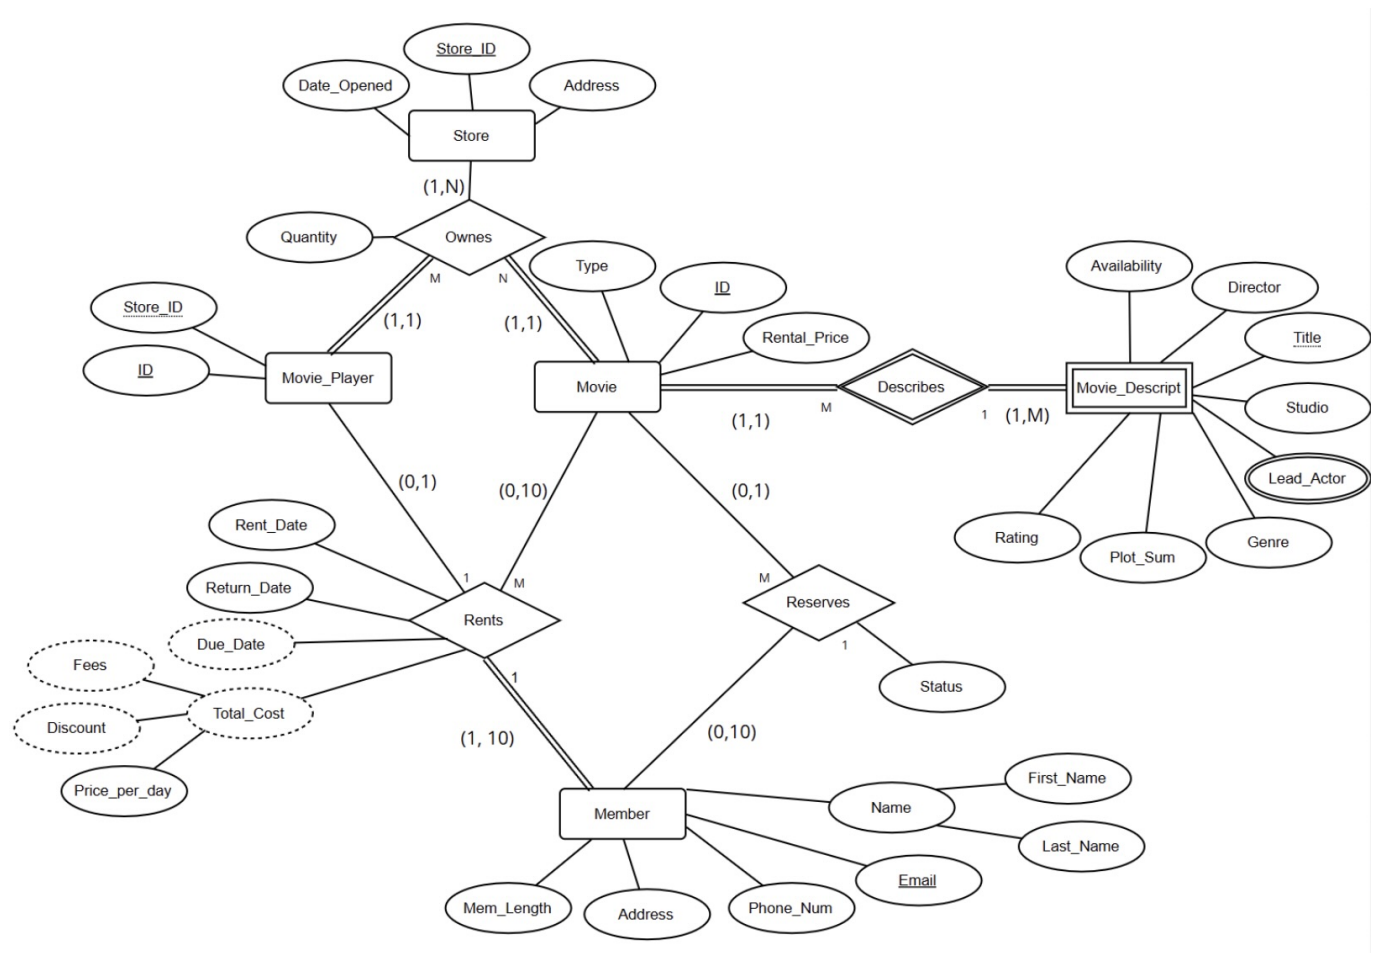 Store_ID
Date_Opened
Address
Store
(1,N)
Quantity
Ownes
Type
Availability
M
N
ID
Director
Store_ID
(1,1)
(1,1)
Rental_Price
Title
ID
Movie_Player
Movie
Describes
Movie_Descript
M
1
(1,1)
(1,M)
Studio
Lead_Actor
(0,1)
(0,10)
(0,1)
Rent_Date
Rating
Plot_Sum
Genre
Return_Date
1
M
M
Reserves
Rents
Due_Date
1
Fees
1
Status
Total_Cost
Discount
(1, 10)
(0,10)
Price_per_day
First_Name
Member
Name
Last_Name
Email
Mem_Length
Address
Phone_Num